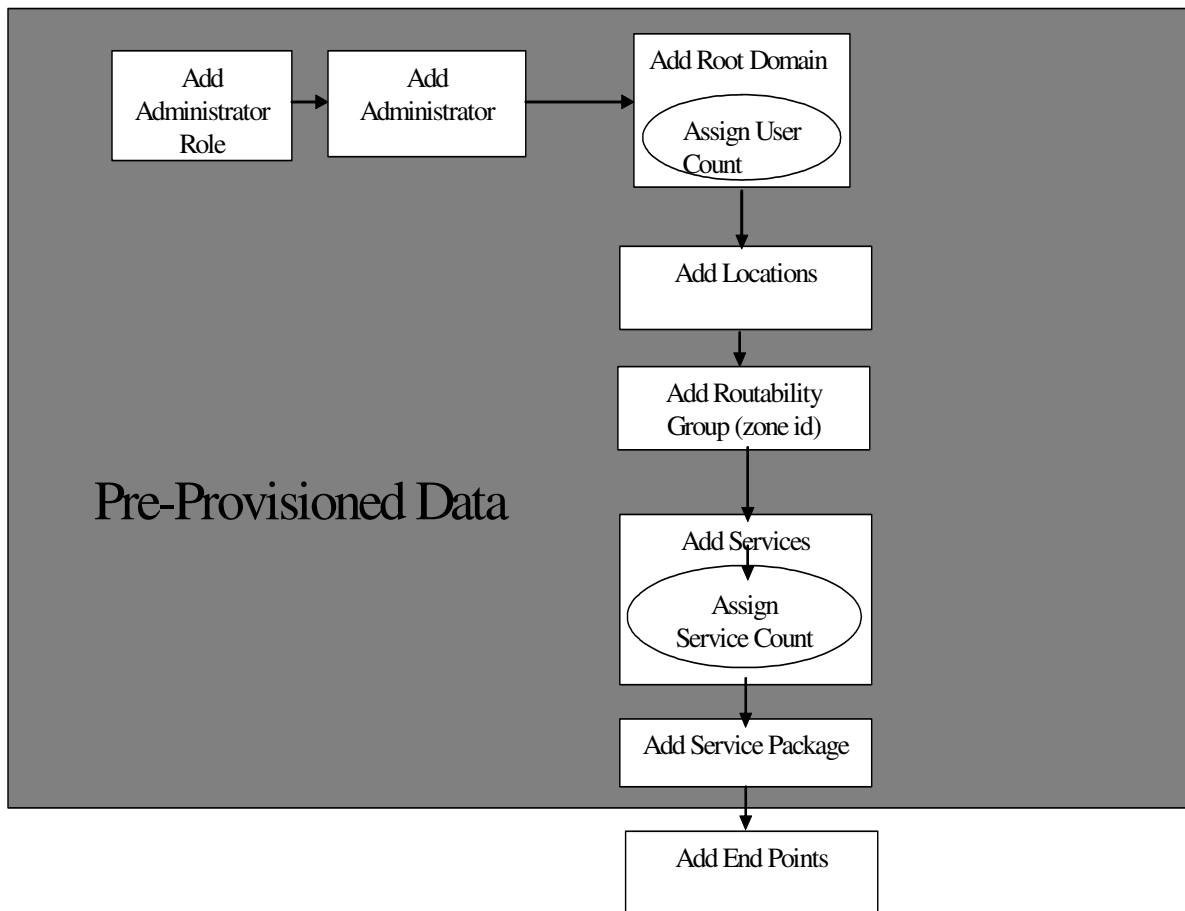 Add
Administrator
Role
Add
Administrator
Add Root Domain
Assign User
Count
Add Locations
Add Routability
Group (zone id)
Pre-Provisioned Data
Add Services
Assign
Service Count
Add Service Package
Add End Points